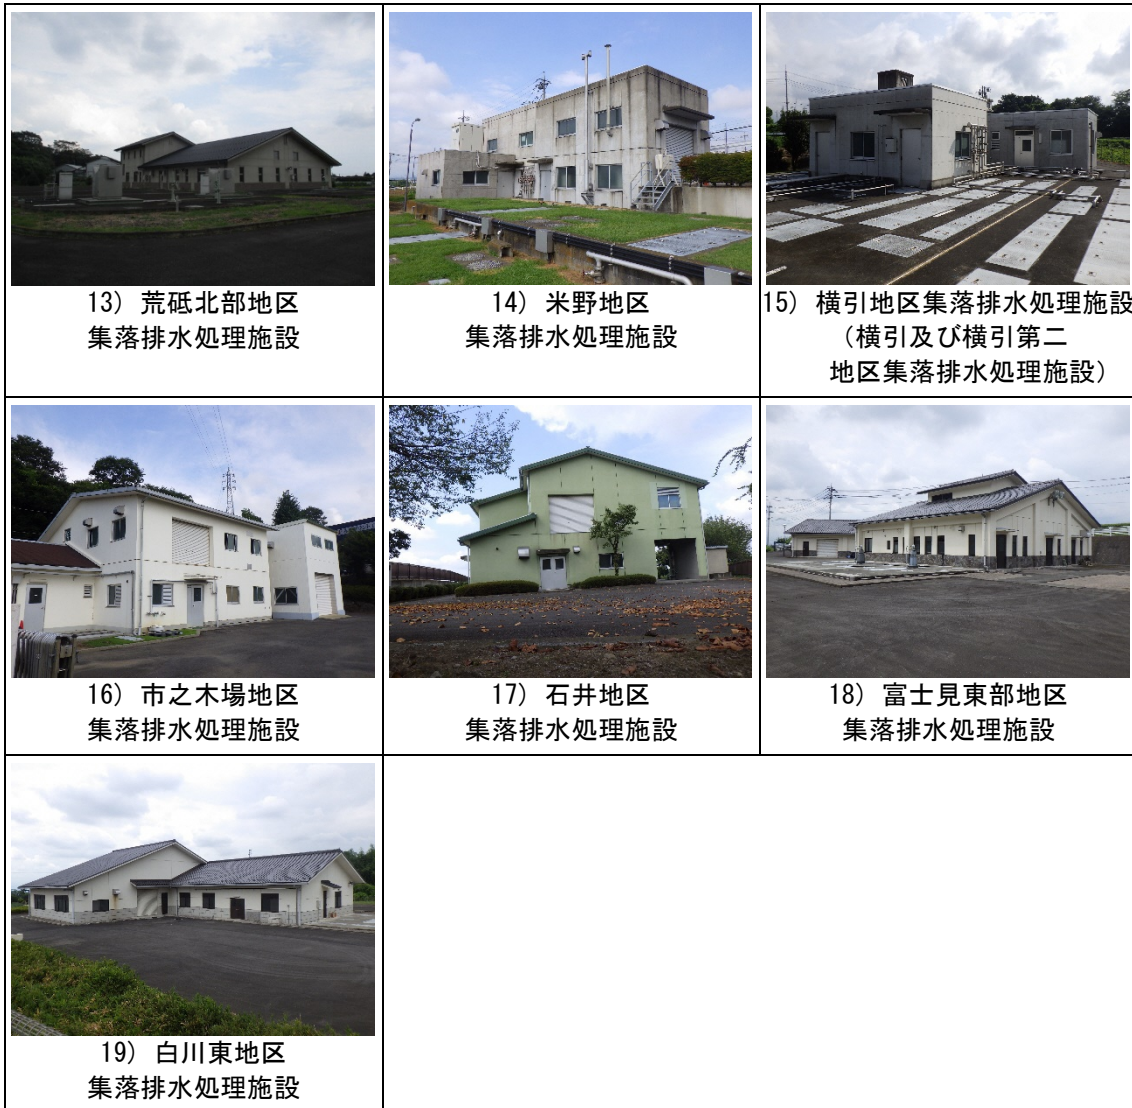 13) 荒砥北部地区
集落排水処理施設
14) 米野地区
集落排水処理施設
15) 横引地区集落排水処理施設
（横引及び横引第二
地区集落排水処理施設）
16) 市之木場地区
集落排水処理施設
17) 石井地区
集落排水処理施設
18) 富士見東部地区
集落排水処理施設
19) 白川東地区
集落排水処理施設